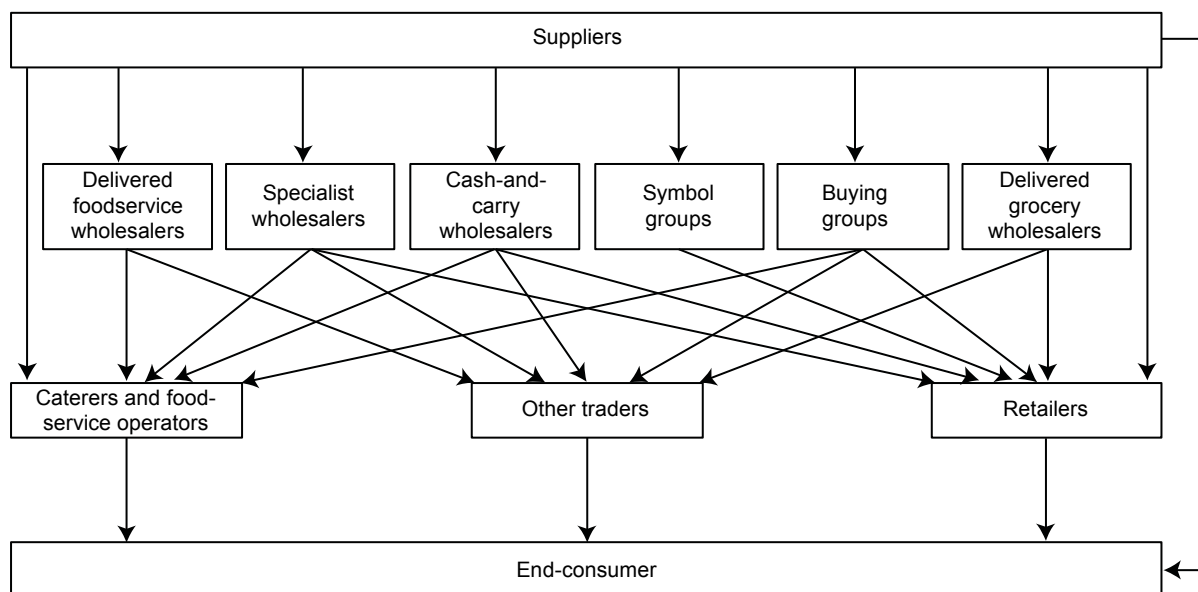 Suppliers
Delivered
foodservice
wholesalers
Specialist
wholesalers
Cash-and-
carry
wholesalers
Symbol
groups
Buying
groups
Delivered
grocery
wholesalers
Caterers and food-
service operators
Other traders
Retailers
End-consumer